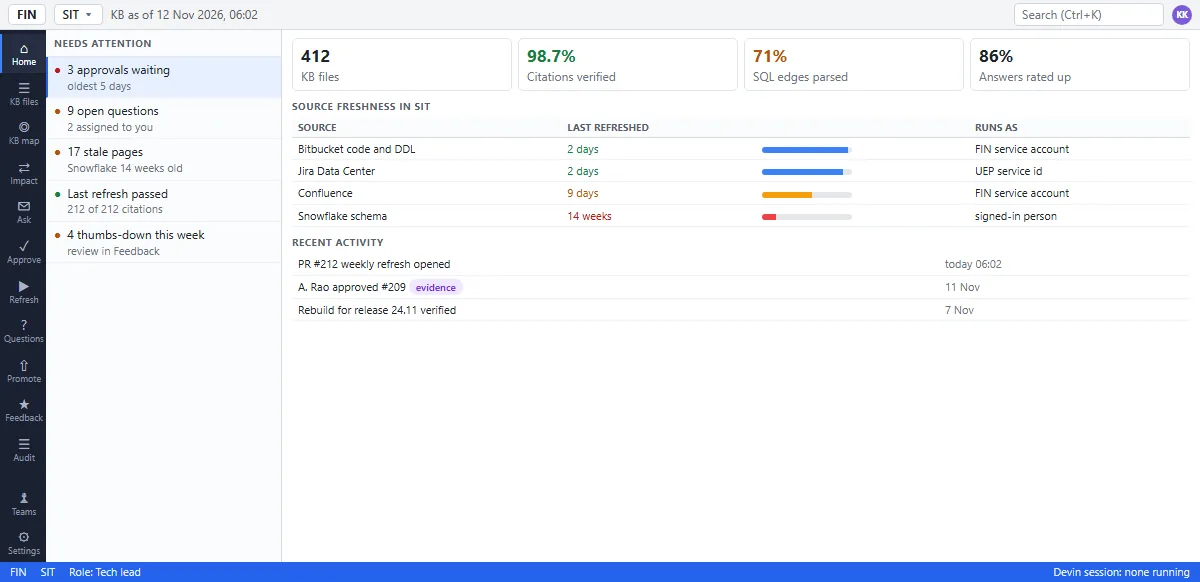 FIN SIT KB as of 12 Nov 2026, 06:02 Search (Ctrl+K) KK
Home
KB files
KB map
Impact
Ask
Approve
Refresh
Questions
Promote
Feedback
Audit
Teams
Settings
NEEDS ATTENTION
3 approvals waiting
oldest 5 days
9 open questions
2 assigned to you
17 stale pages
Snowflake 14 weeks old
Last refresh passed
212 of 212 citations
4 thumbs-down this week
review in Feedback
412
KB files
98.7%
Citations verified
71%
SQL edges parsed
86%
Answers rated up
SOURCE FRESHNESS IN SIT
SOURCE LAST REFRESHED RUNS AS
Bitbucket code and DDL 2 days FIN service account
Jira Data Center 2 days UEP service id
Confluence 9 days FIN service account
Snowflake schema 14 weeks signed-in person
RECENT ACTIVITY
PR #212 weekly refresh opened today 06:02
A. Rao approved #209 evidence 11 Nov
Rebuild for release 24.11 verified 7 Nov
FIN SIT Role: Tech lead Devin session: none running